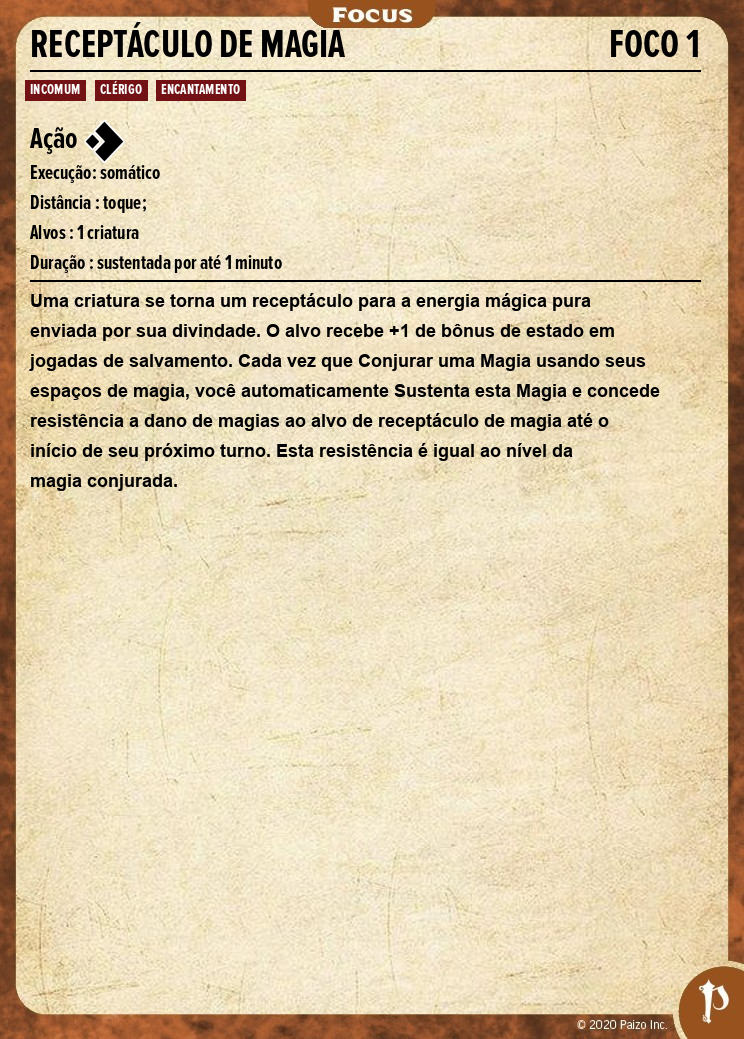 Focus
RECEPTÁCULO DE MAGIA FOCO 1
INCOMUM CLÉRIGO ENCANTAMENTO
Ação
Execução: somático
Distância : toque;
Alvos : 1 criatura
Duração : sustentada por até 1 minuto
Uma criatura se torna um receptáculo para a energia mágica pura
enviada por sua divindade. O alvo recebe +1 de bônus de estado em
jogadas de salvamento. Cada vez que Conjurar uma Magia usando seus
espaços de magia, você automaticamente Sustenta esta Magia e concede
resistência a dano de magias ao alvo de receptáculo de magia até o
início de seu próximo turno. Esta resistência é igual ao nível da
magia conjurada.
© 2020 Paizo Inc.